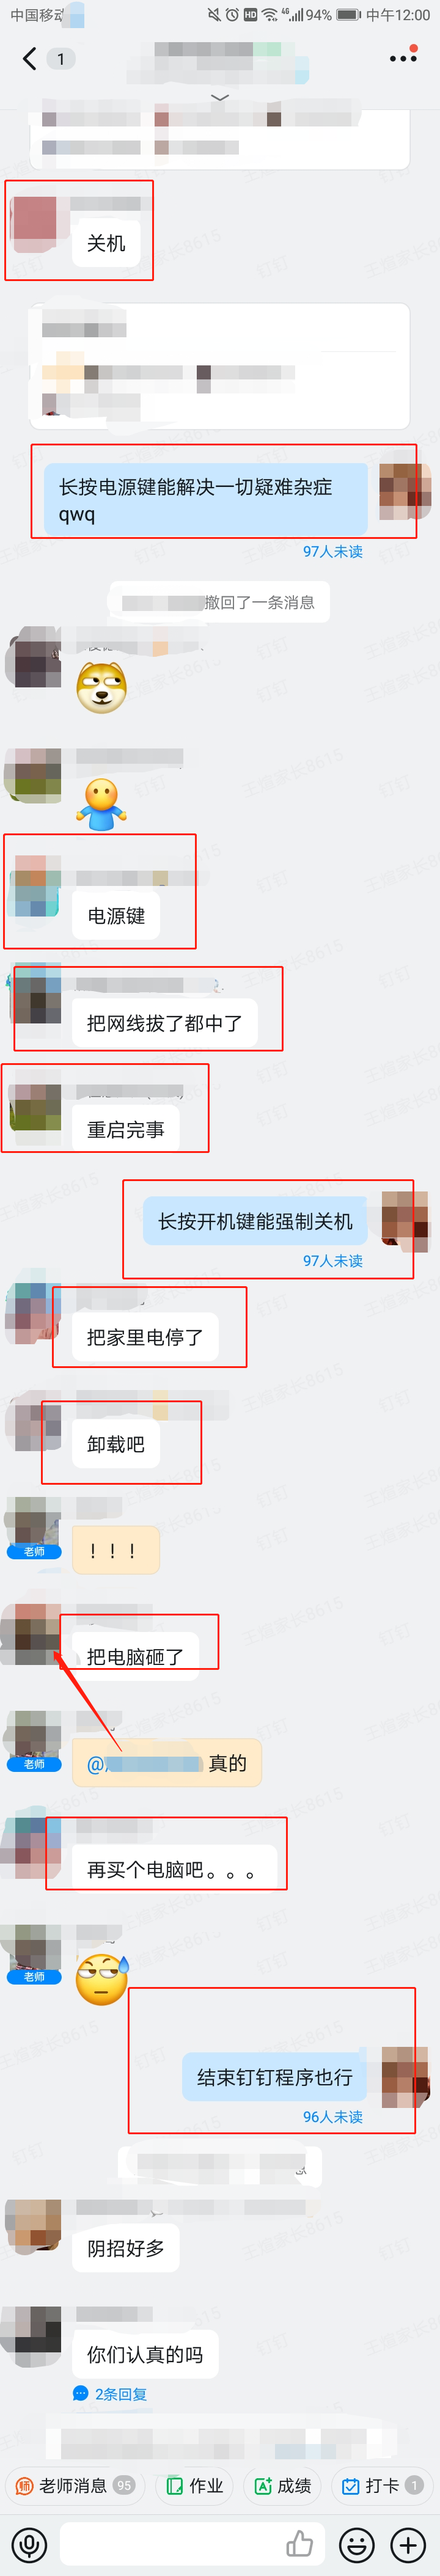 中国移动
HD
4G
94%
中午12:00
1
关机
长按电源键能解决一切疑难杂症
qwq
97人未读
撤回了一条消息
电源键
把网线拔了都中了
重启完事
长按开机键能强制关机
97人未读
把家里电停了
卸载吧
老师
！！！
把电脑砸了
老师
@ 真的
再买个电脑吧。。。
老师
结束钉钉程序也行
96人未读
阴招好多
你们认真的吗
2条回复
师 老师消息 95
作业
A+ 成绩
打卡 1